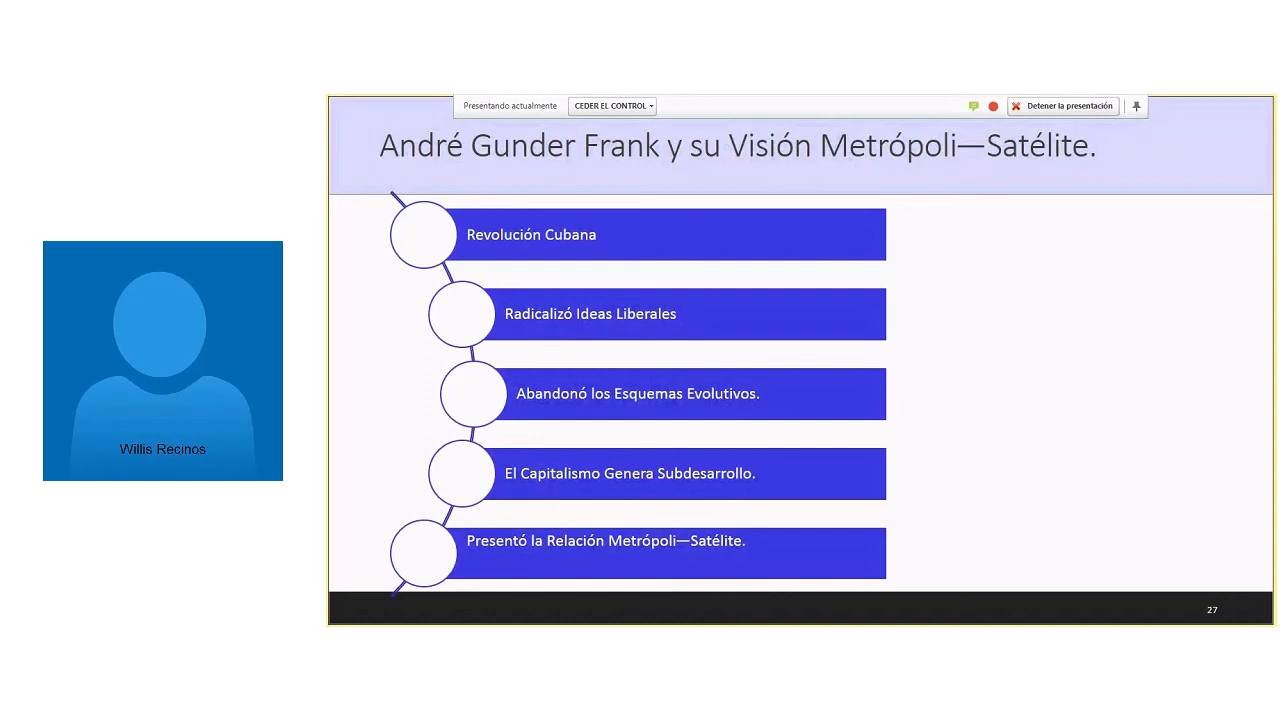 Presentando actualmente
CEDER EL CONTROL
Detener la presentación
André Gunder Frank y su Visión Metrópoli—Satélite.
Revolución Cubana
Radicalizó Ideas Liberales
Abandonó los Esquemas Evolutivos.
El Capitalismo Genera Subdesarrollo.
Presentó la Relación Metrópoli—Satélite.
Willis Recinos
27